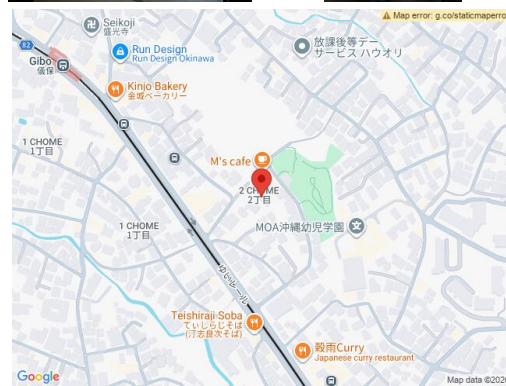 Map error: g.co/staticmaperro
Seikoji
盛光寺
放課後等デー
サービス ハウオリ
82
Run Design
Run Design Okinawa
Gibo
儀保
Kinjo Bakery
金城ベーカリー
1 CHOME
1丁目
M's cafe
2 CHOME
2丁目
1 CHOME
1丁目
MOA沖縄幼児学園
ゆいレール
Teishiraji Soba
てぃしらじそば
(汀志良次そば)
穀雨Curry
Japanese curry restaurant
Google
Map data ©202